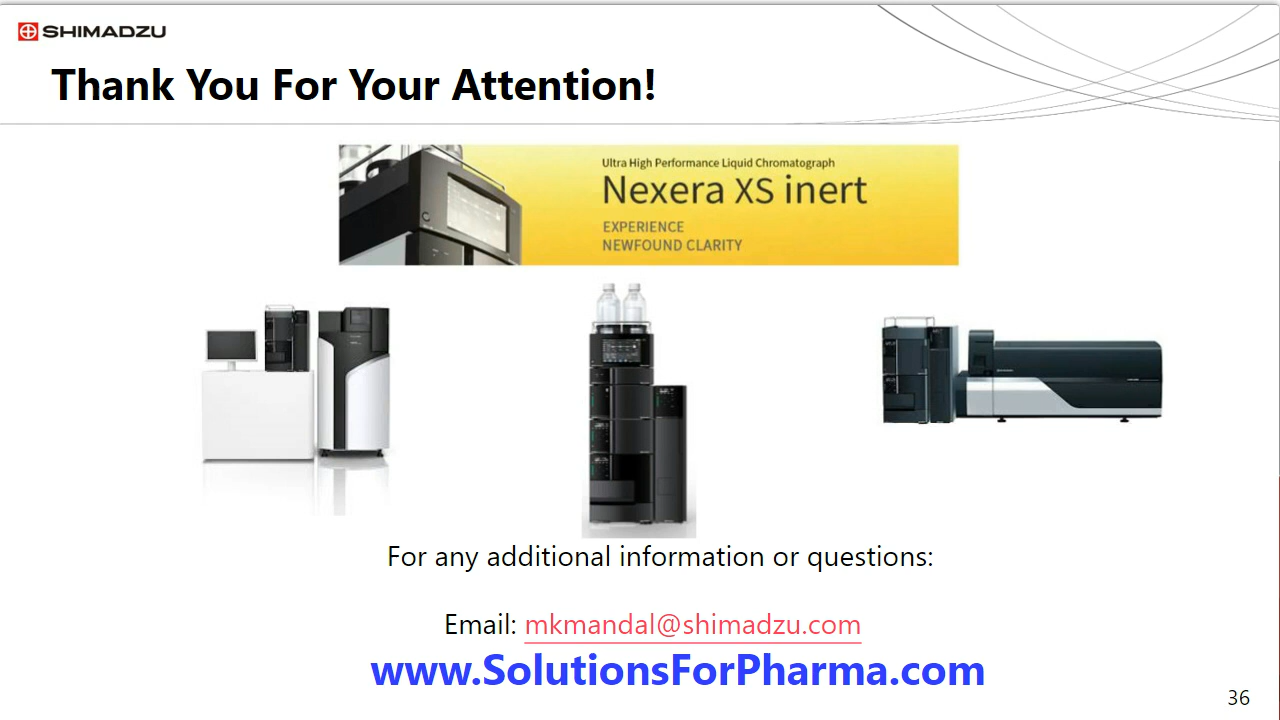 SHIMADZU
Thank You For Your Attention!
Ultra High Performance Liquid Chromatograph
Nexera XS inert
EXPERIENCE
NEWFOUND CLARITY
For any additional information or questions:
Email: mkmandal@shimadzu.com
www.SolutionsForPharma.com
36